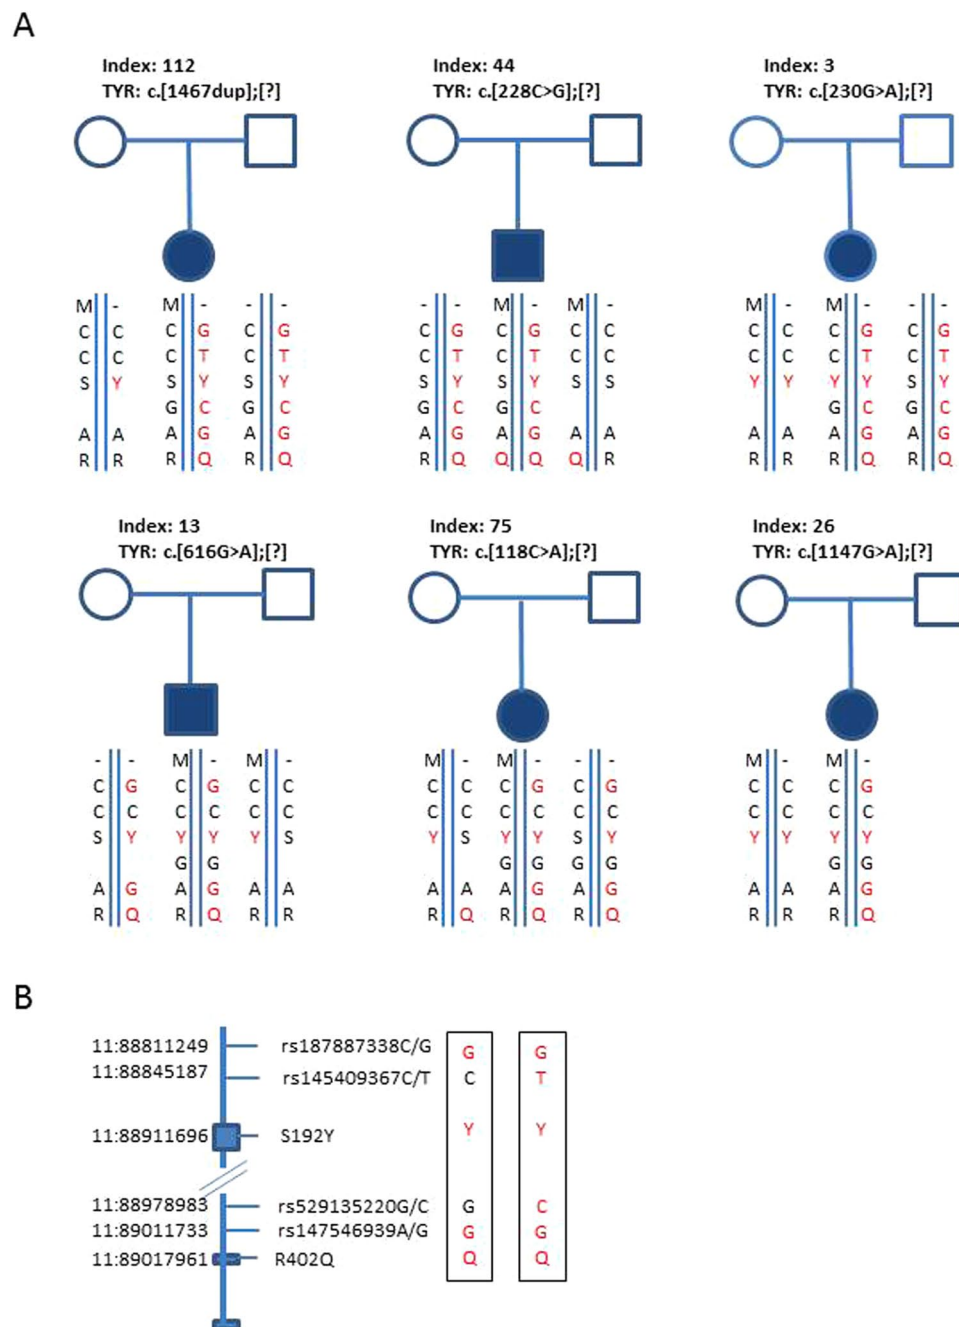 A
Index: 112
TYR: c.[1467dup];[?]
Index: 44
TYR: c.[228C>G];[?]
Index: 3
TYR: c.[230G>A];[?]
M - M - - -
C C C G C G
C C C T C T
S Y S Y S Y
G C G C
A A A G A G
R R R Q R Q
- - M - M -
C G C G C C
C T C T C C
S Y S Y S S
G C G C
A G A G A A
R Q Q Q Q R
M - M - - -
C C C G C G
C C C T C T
Y Y Y Y S Y
G C G C
A A A G A G
R R R Q R Q
Index: 13
TYR: c.[616G>A];[?]
Index: 75
TYR: c.[118C>A];[?]
Index: 26
TYR: c.[1147G>A];[?]
- - M - M -
C G C G C C
C C C C C C
S Y Y Y Y S
G G
A G A G A A
R Q R Q R R
M - M - - -
C C C G C G
C C C C C C
Y S Y Y S Y
G G G G
A A A G A G
R Q R Q R Q
M - M -
C C C G
C C C C
Y Y Y Y
G G
A A A G
R R R Q
B
11:88811249 rs187887338C/G G G
11:88845187 rs145409367C/T C T
11:88911696 S192Y Y Y
11:88978983 rs529135220G/C G C
11:89011733 rs147546939A/G G G
11:89017961 R402Q Q Q